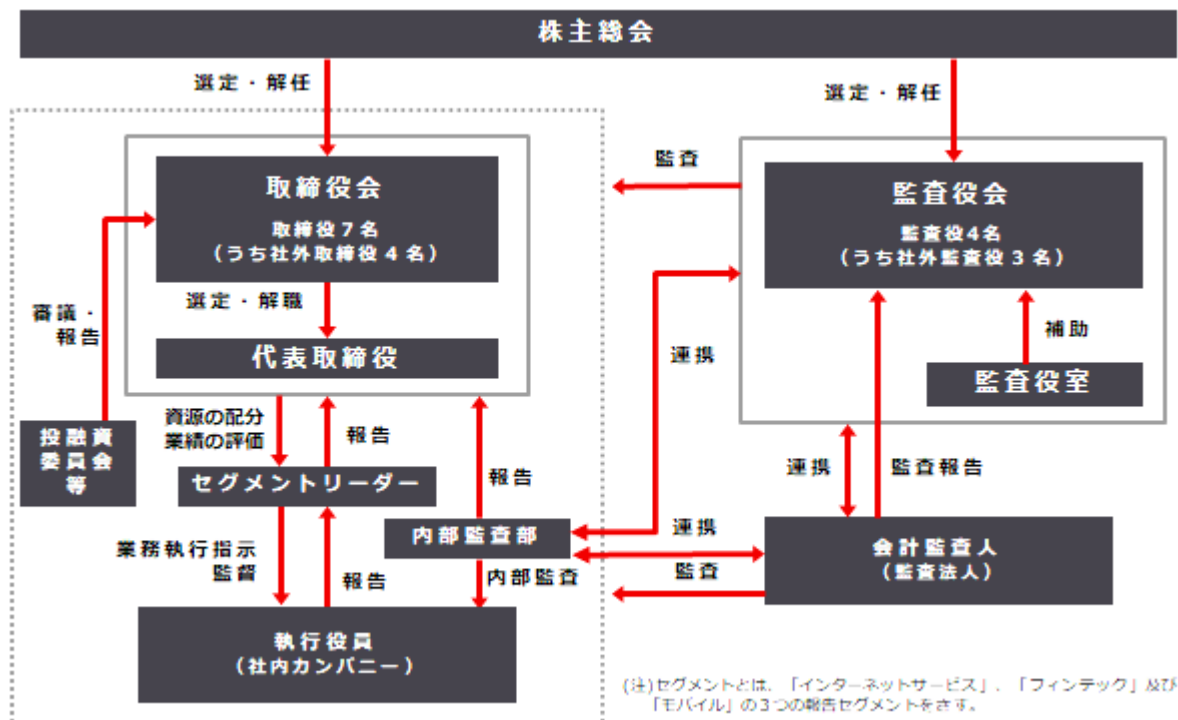 株主総会
選定・解任
選定・解任
取締役会
取締役７名
（うち社外取締役４名）
監査
監査役会
監査役4名
（うち社外監査役３名）
選定・解職
審議・
報告
代表取締役
連携
補助
監査役室
資源の配分
業績の評価
報告
投融資
委員会
等
セグメントリーダー
報告
連携
監査報告
内部監査部
連携
会計監査人
（監査法人）
業務執行指示
監督
報告
内部監査
監査
執行役員
（社内カンパニー）
(注)セグメントとは、「インターネットサービス」、「フィンテック」及び
「モバイル」の３つの報告セグメントをさす。